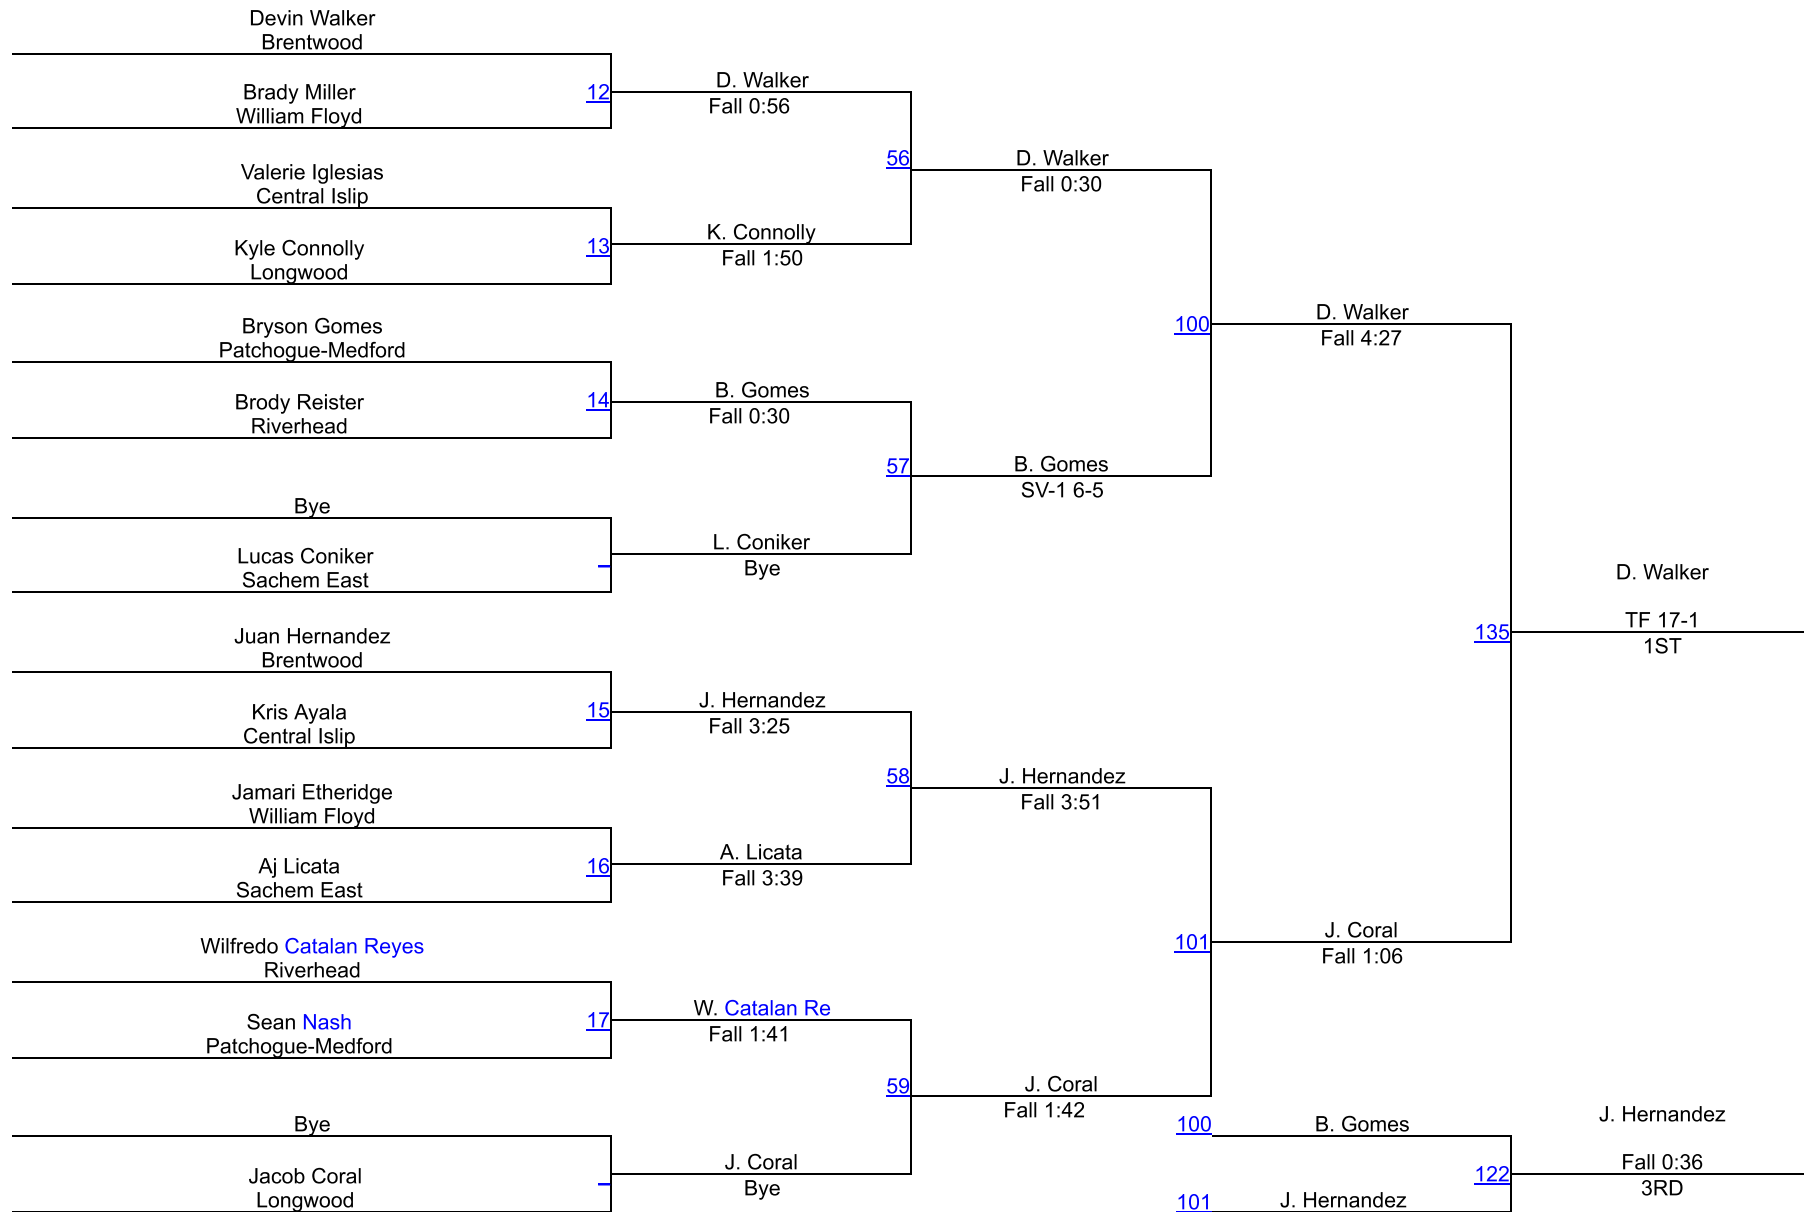 Devin Walker
Brentwood
Brady Miller
William Floyd
12
D. Walker
Fall 0:56
Valerie Iglesias
Central Islip
Kyle Connolly
Longwood
13
K. Connolly
Fall 1:50
56
D. Walker
Fall 0:30
Bryson Gomes
Patchogue-Medford
Brody Reister
Riverhead
14
B. Gomes
Fall 0:30
Bye
Lucas Coniker
Sachem East
L. Coniker
Bye
57
B. Gomes
SV-1 6-5
100
D. Walker
Fall 4:27
Juan Hernandez
Brentwood
Kris Ayala
Central Islip
15
J. Hernandez
Fall 3:25
Jamari Etheridge
William Floyd
Aj Licata
Sachem East
16
A. Licata
Fall 3:39
58
J. Hernandez
Fall 3:51
Wilfredo Catalan Reyes
Riverhead
Sean Nash
Patchogue-Medford
17
W. Catalan Re
Fall 1:41
Bye
Jacob Coral
Longwood
J. Coral
Bye
59
J. Coral
Fall 1:42
101
J. Coral
Fall 1:06
135
D. Walker
TF 17-1
1ST
100
B. Gomes
101
J. Hernandez
122
J. Hernandez
Fall 0:36
3RD